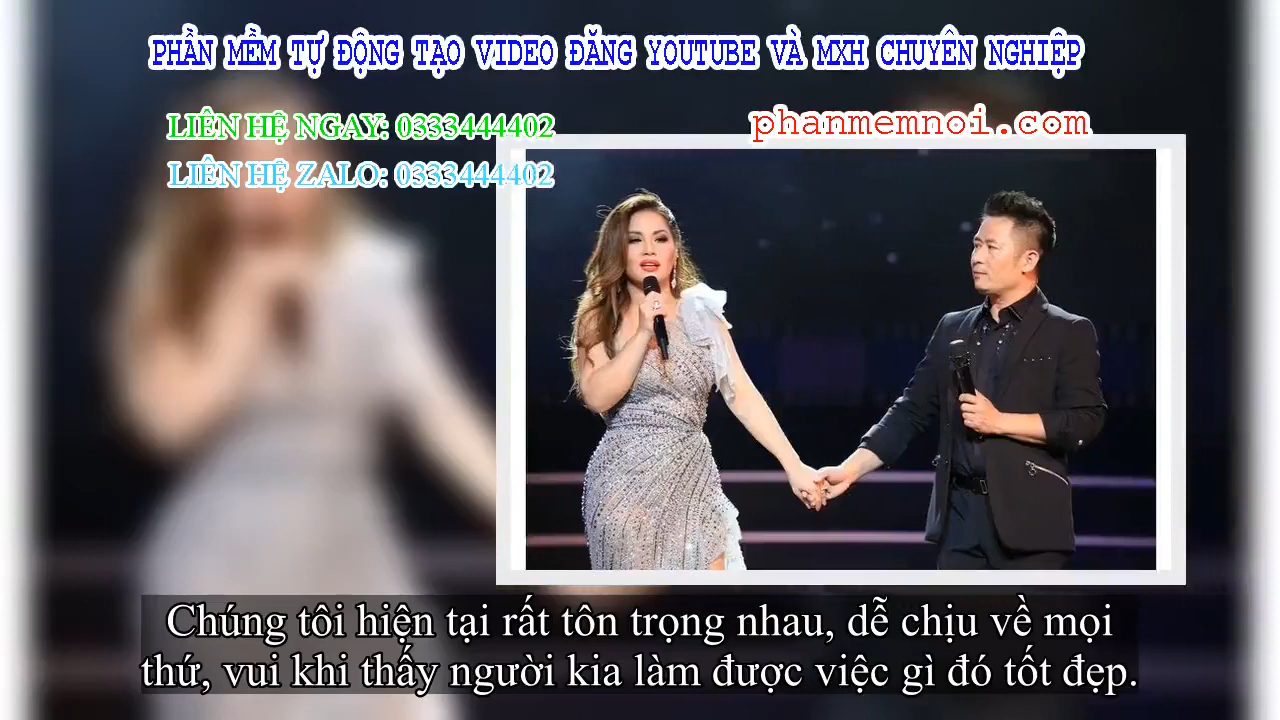 PHẦN MỀM TỰ ĐỘNG TẠO VIDEO ĐĂNG YOUTUBE VÀ MXH CHUYÊN NGHIỆP
LIÊN HỆ NGAY: 0333444402
phanmemnoi.com
LIÊN HỆ ZALO: 0333444402
Chúng tôi hiện tại rất tôn trọng nhau, dễ chịu về mọi
thứ, vui khi thấy người kia làm được việc gì đó tốt đẹp.